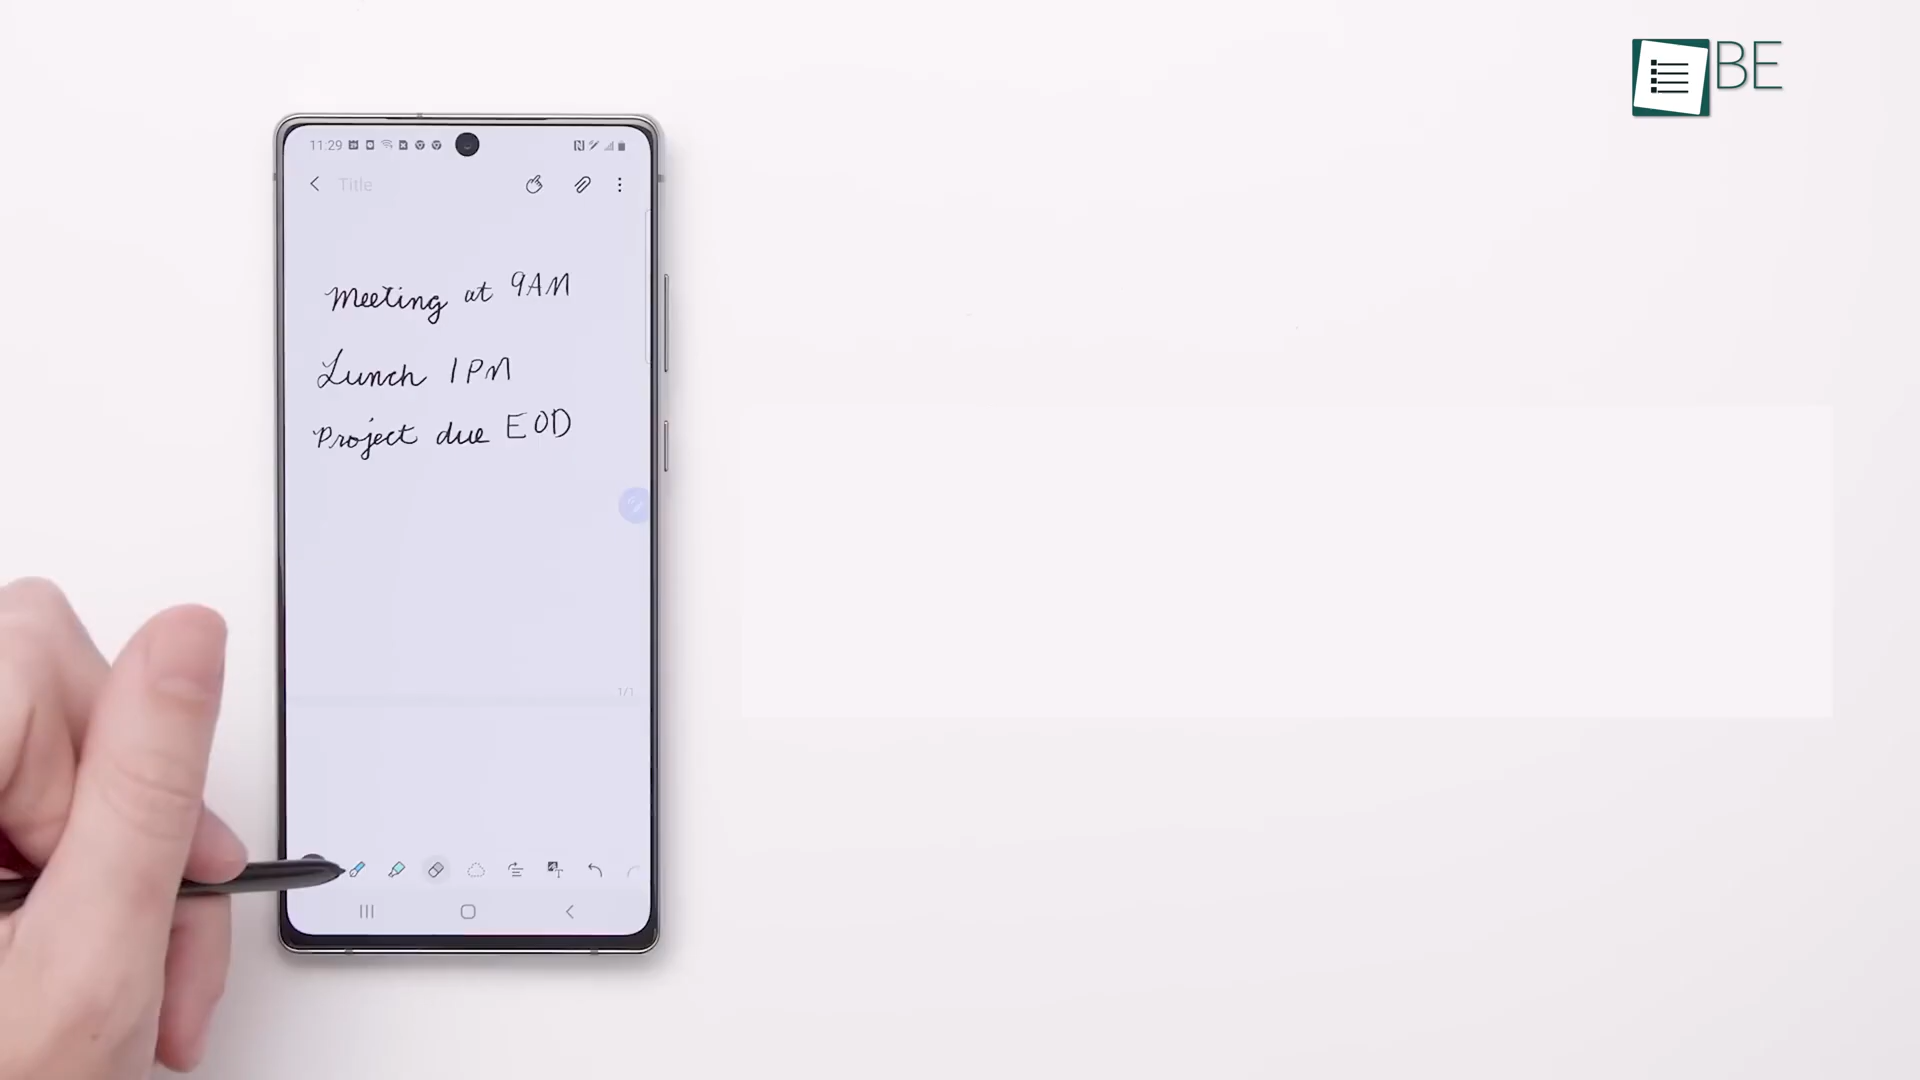 BE
11:29
Title
Meeting at 9AM
Lunch 1PM
Project due EOD
1/1